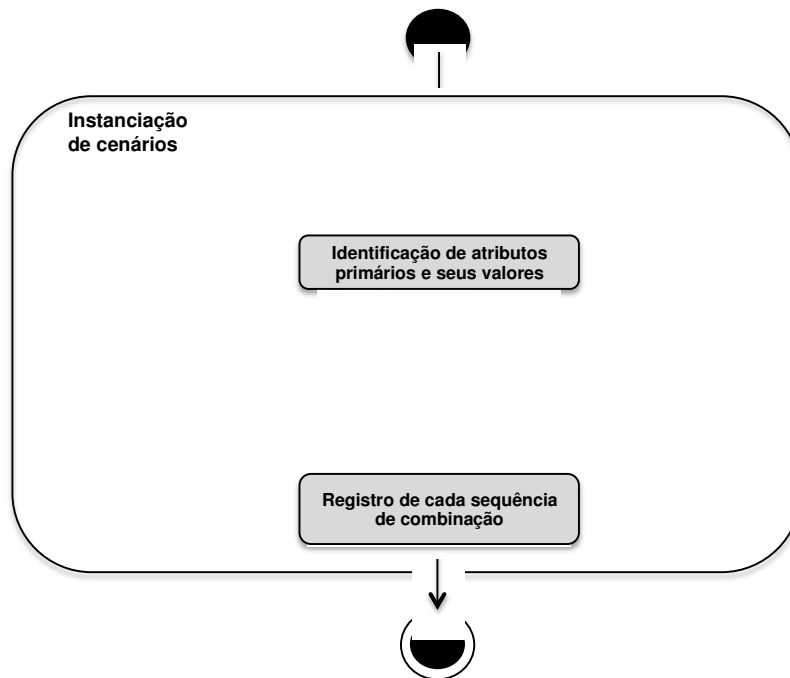 Instanciação
de cenários
Identificação de atributos
primários e seus valores
Registro de cada sequência
de combinação